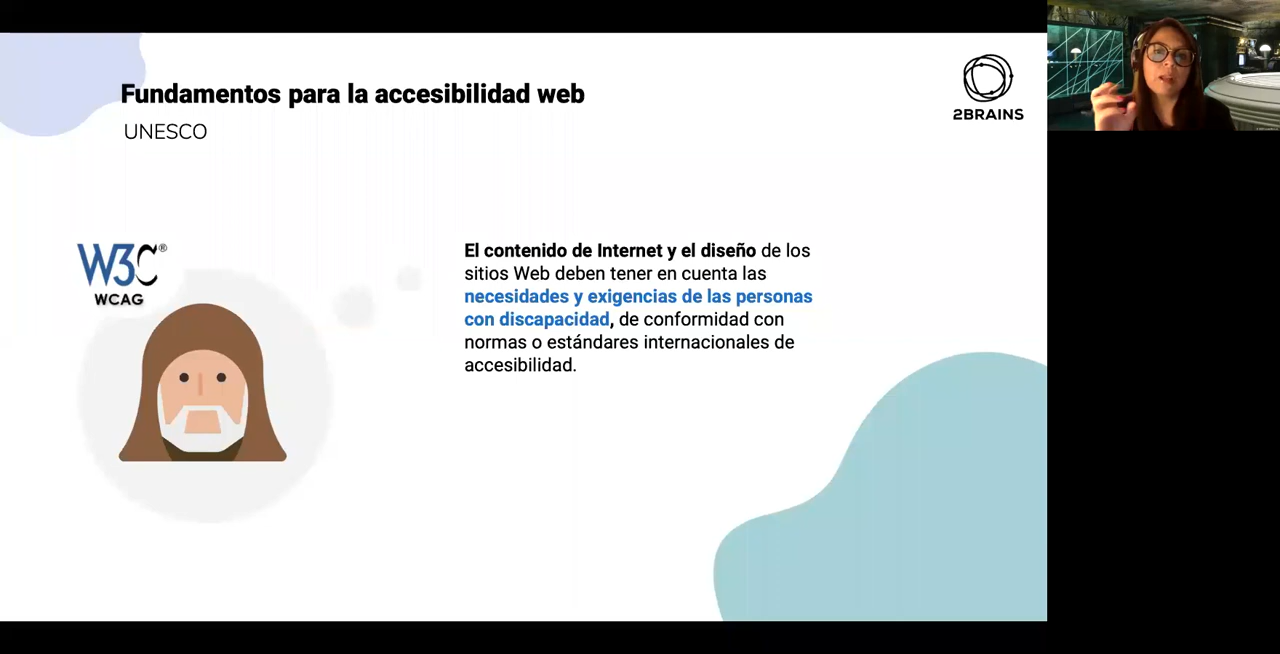 Fundamentos para la accesibilidad web
UNESCO
2BRAINS
W3C®
WCAG
El contenido de Internet y el diseño de los
sitios Web deben tener en cuenta las
necesidades y exigencias de las personas
con discapacidad, de conformidad con
normas o estándares internacionales de
accesibilidad.